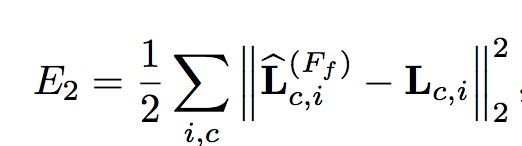 $E_2 = \frac{1}{2} \sum_{i,c} \left\| \widehat{\mathbf{L}}_{c,i}^{(F_f)} - \mathbf{L}_{c,i} \right\|_2^2,$